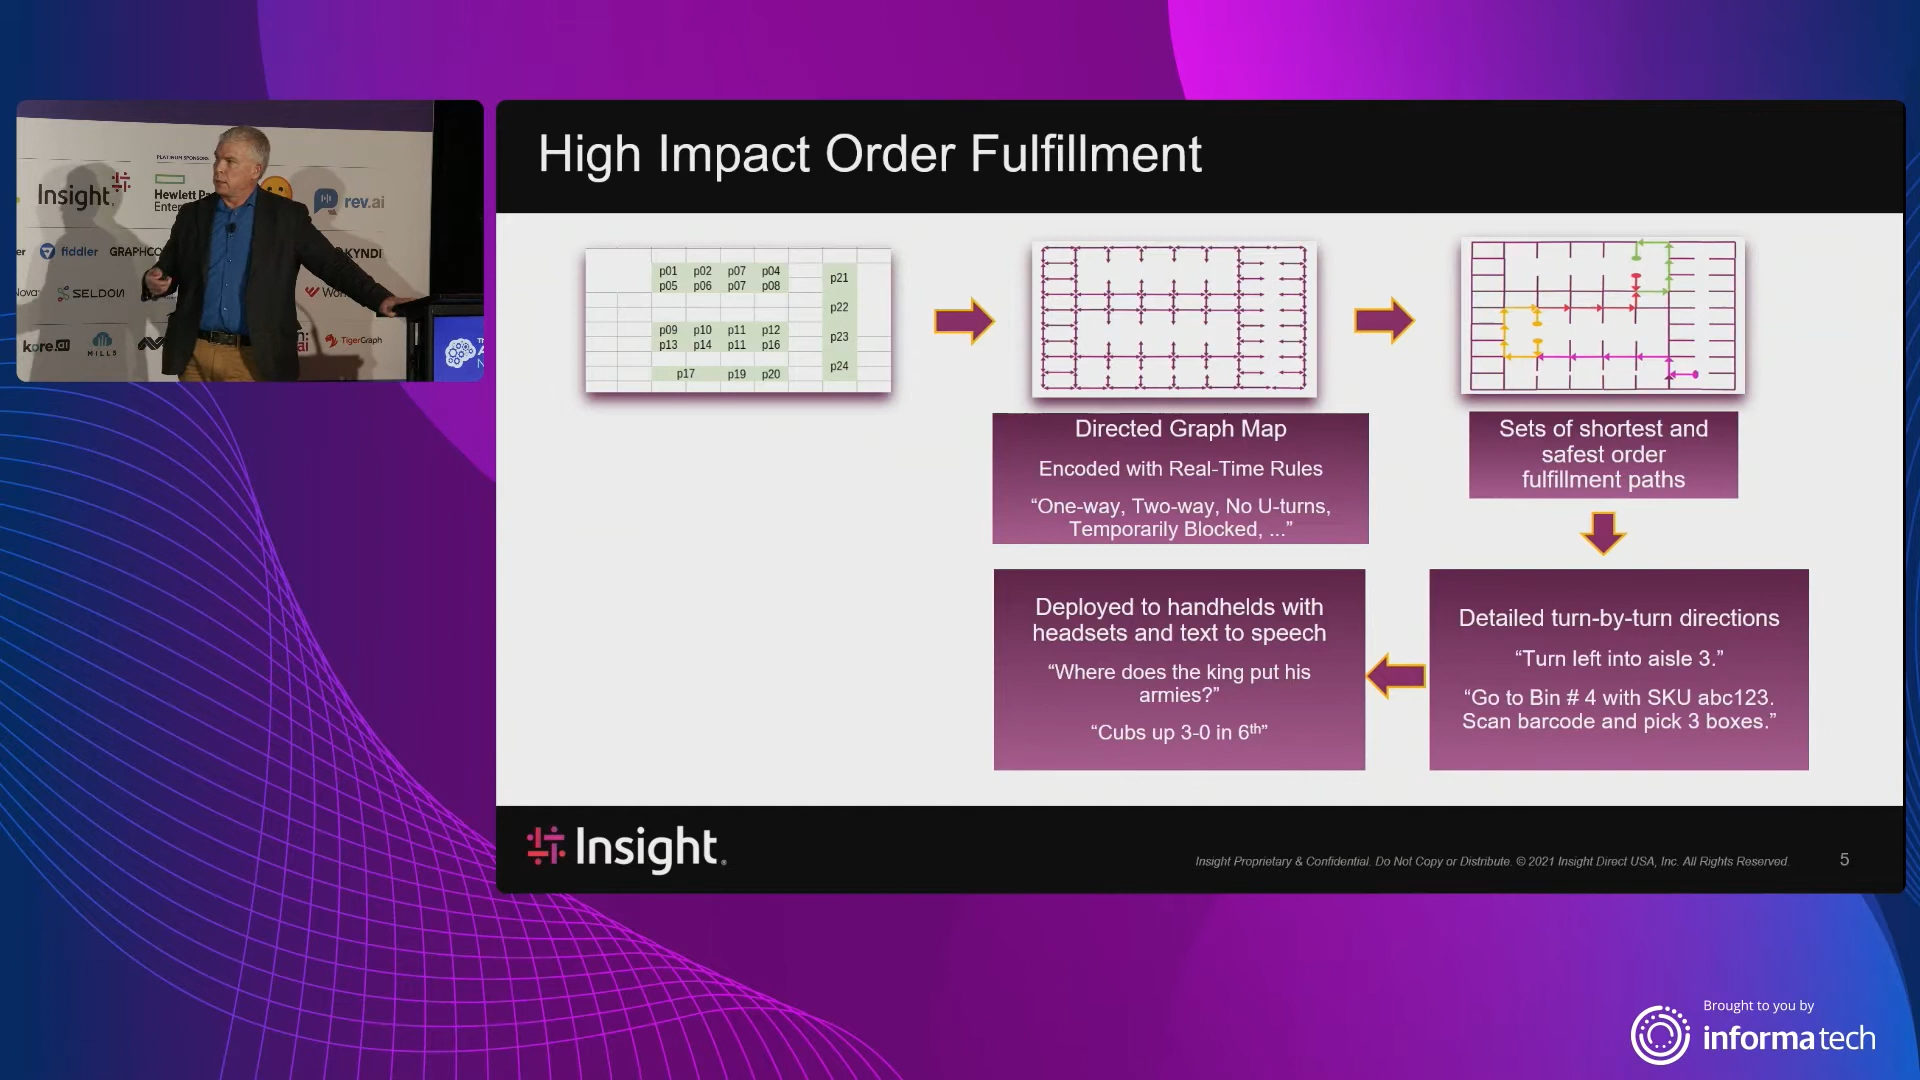 PLATINUM SPONSORS
Insight
Hewlett Pa
Enter
rev.ai
er
fiddler
GRAPHCO
KYNDI
Nova
SELDON
W
kore.ai
MILLS
TigerGraph
High Impact Order Fulfillment
p01 p02 p07 p04
p05 p06 p07 p08
p21
p22
p09 p10 p11 p12
p13 p14 p11 p16
p23
p24
p17 p19 p20
Directed Graph Map
Encoded with Real-Time Rules
“One-way, Two-way, No U-turns,
Temporarily Blocked, ...”
Sets of shortest and
safest order
fulfillment paths
Deployed to handhelds with
headsets and text to speech
“Where does the king put his
armies?”
“Cubs up 3-0 in 6th”
Detailed turn-by-turn directions
“Turn left into aisle 3.”
“Go to Bin # 4 with SKU abc123.
Scan barcode and pick 3 boxes.”
Insight.
Insight Proprietary & Confidential. Do Not Copy or Distribute. © 2021 Insight Direct USA, Inc. All Rights Reserved.
5
Brought to you by
informa tech